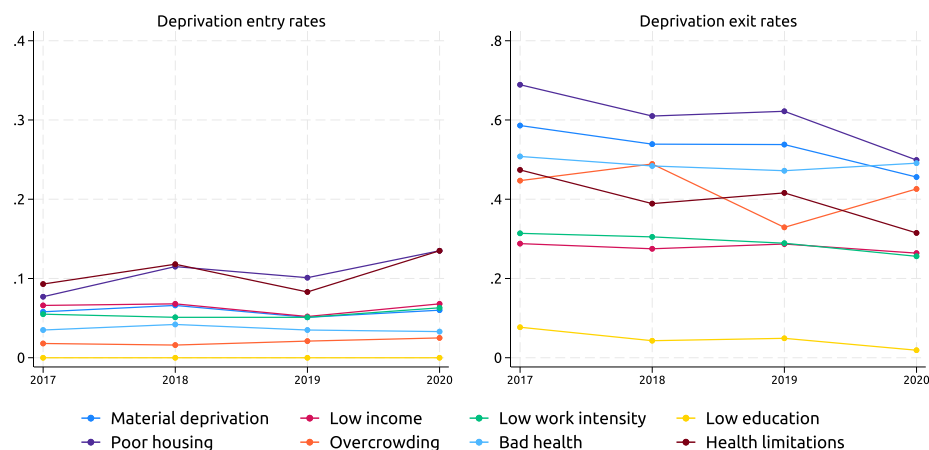 Deprivation entry rates
.4
.3
.2
.1
0
2017 2018 2019 2020
Deprivation exit rates
.8
.6
.4
.2
0
2017 2018 2019 2020
Material deprivation Low income Low work intensity Low education
Poor housing Overcrowding Bad health Health limitations